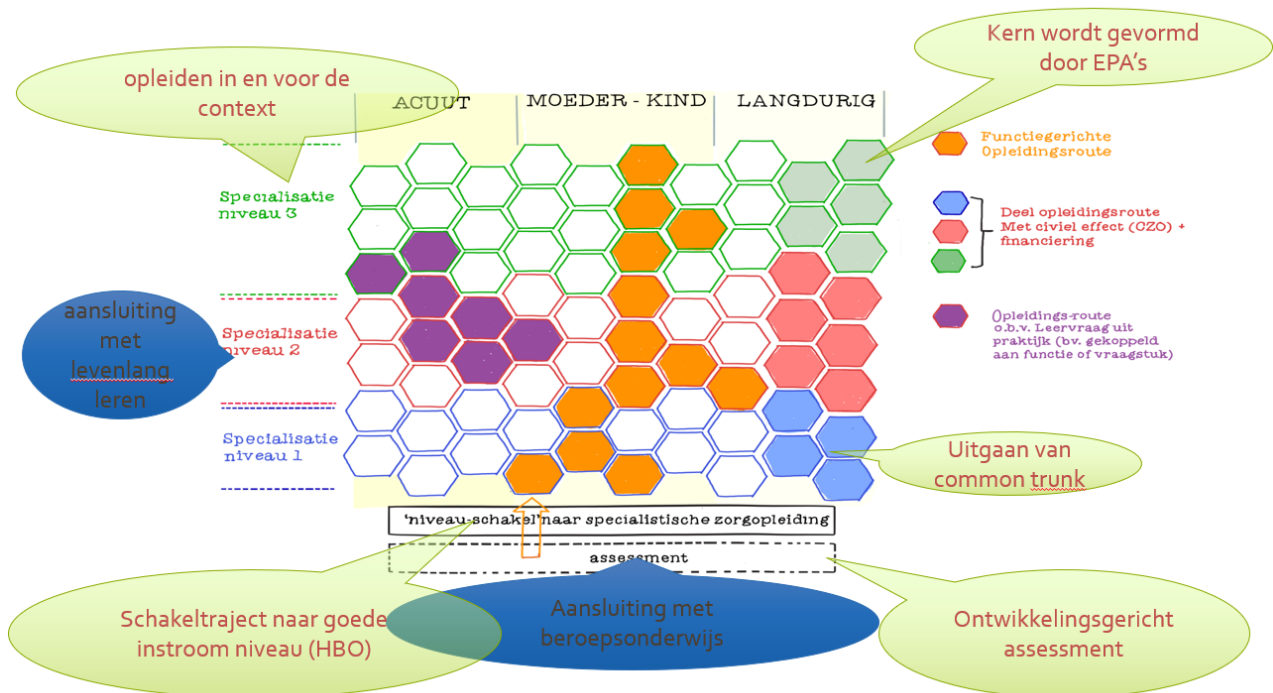 opleiden in en voor de
context
Kern wordt gevormd
door EPA's
ACUUT
MOEDER - KIND
LANGDURIG
Functiegerichte
Opleidingsroute
Specialisatie
niveau 3
Deel opleidingsroute
Met civiel effect (CZO) +
financiering
aansluiting
met
levenlang
leren
Specialisatie
niveau 2
Opleidings-route
o.b.v. Leervraag uit
praktijk (bv. gekoppeld
aan functie of vraagstuk)
Specialisatie
niveau 1
Uitgaan van
common trunk
'niveau-schakel'naar specialistische zorgopleiding
assessment
Schakeltraject naar goede
instroom niveau (HBO)
Aansluiting met
beroepsonderwijs
Ontwikkelingsgericht
assessment